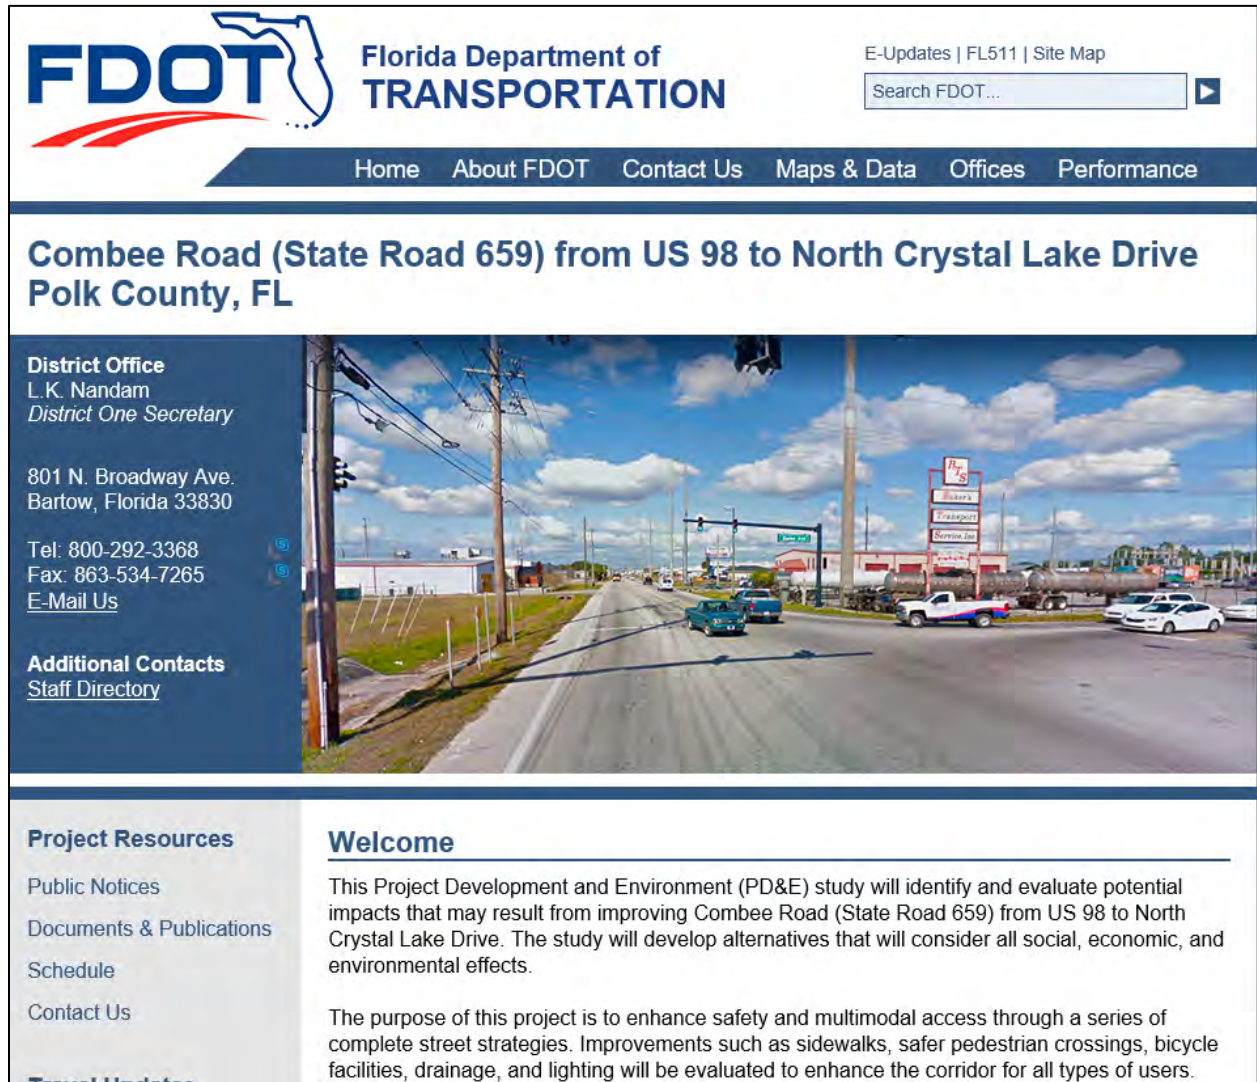 FDOT
Florida Department of
TRANSPORTATION
E-Updates | FL511 | Site Map
Search FDOT...
Home About FDOT Contact Us Maps & Data Offices Performance
Combee Road (State Road 659) from US 98 to North Crystal Lake Drive
Polk County, FL
District Office
L.K. Nandam
District One Secretary
801 N. Broadway Ave.
Bartow, Florida 33830
Tel: 800-292-3368
Fax: 863-534-7265
E-Mail Us
Additional Contacts
Staff Directory
B
T
S
Baker's
Transport
Service, Inc
Project Resources
Public Notices
Documents & Publications
Schedule
Contact Us
Travel Updates
Welcome
This Project Development and Environment (PD&E) study will identify and evaluate potential
impacts that may result from improving Combee Road (State Road 659) from US 98 to North
Crystal Lake Drive. The study will develop alternatives that will consider all social, economic, and
environmental effects.
The purpose of this project is to enhance safety and multimodal access through a series of
complete street strategies. Improvements such as sidewalks, safer pedestrian crossings, bicycle
facilities, drainage, and lighting will be evaluated to enhance the corridor for all types of users.